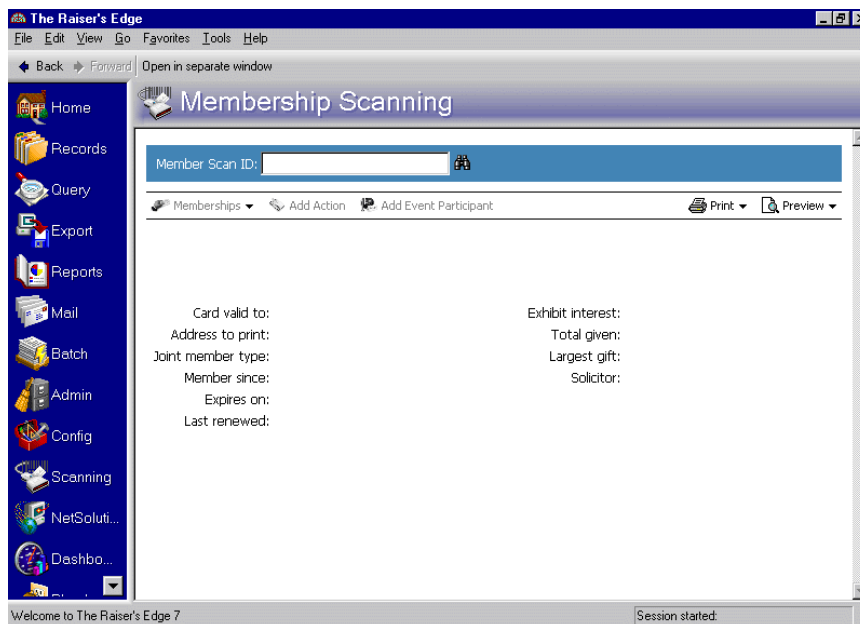 The Raiser's Edge
File Edit View Go Favorites Tools Help
Back Forward Open in separate window
Membership Scanning
Home
Records
Query
Export
Reports
Mail
Batch
Admin
Config
Scanning
NetSoluti...
Dashbo...
Member Scan ID:
Memberships Add Action Add Event Participant Print Preview
Card valid to: Exhibit interest:
Address to print: Total given:
Joint member type: Largest gift:
Member since: Solicitor:
Expires on:
Last renewed:
Welcome to The Raiser's Edge 7 Session started: